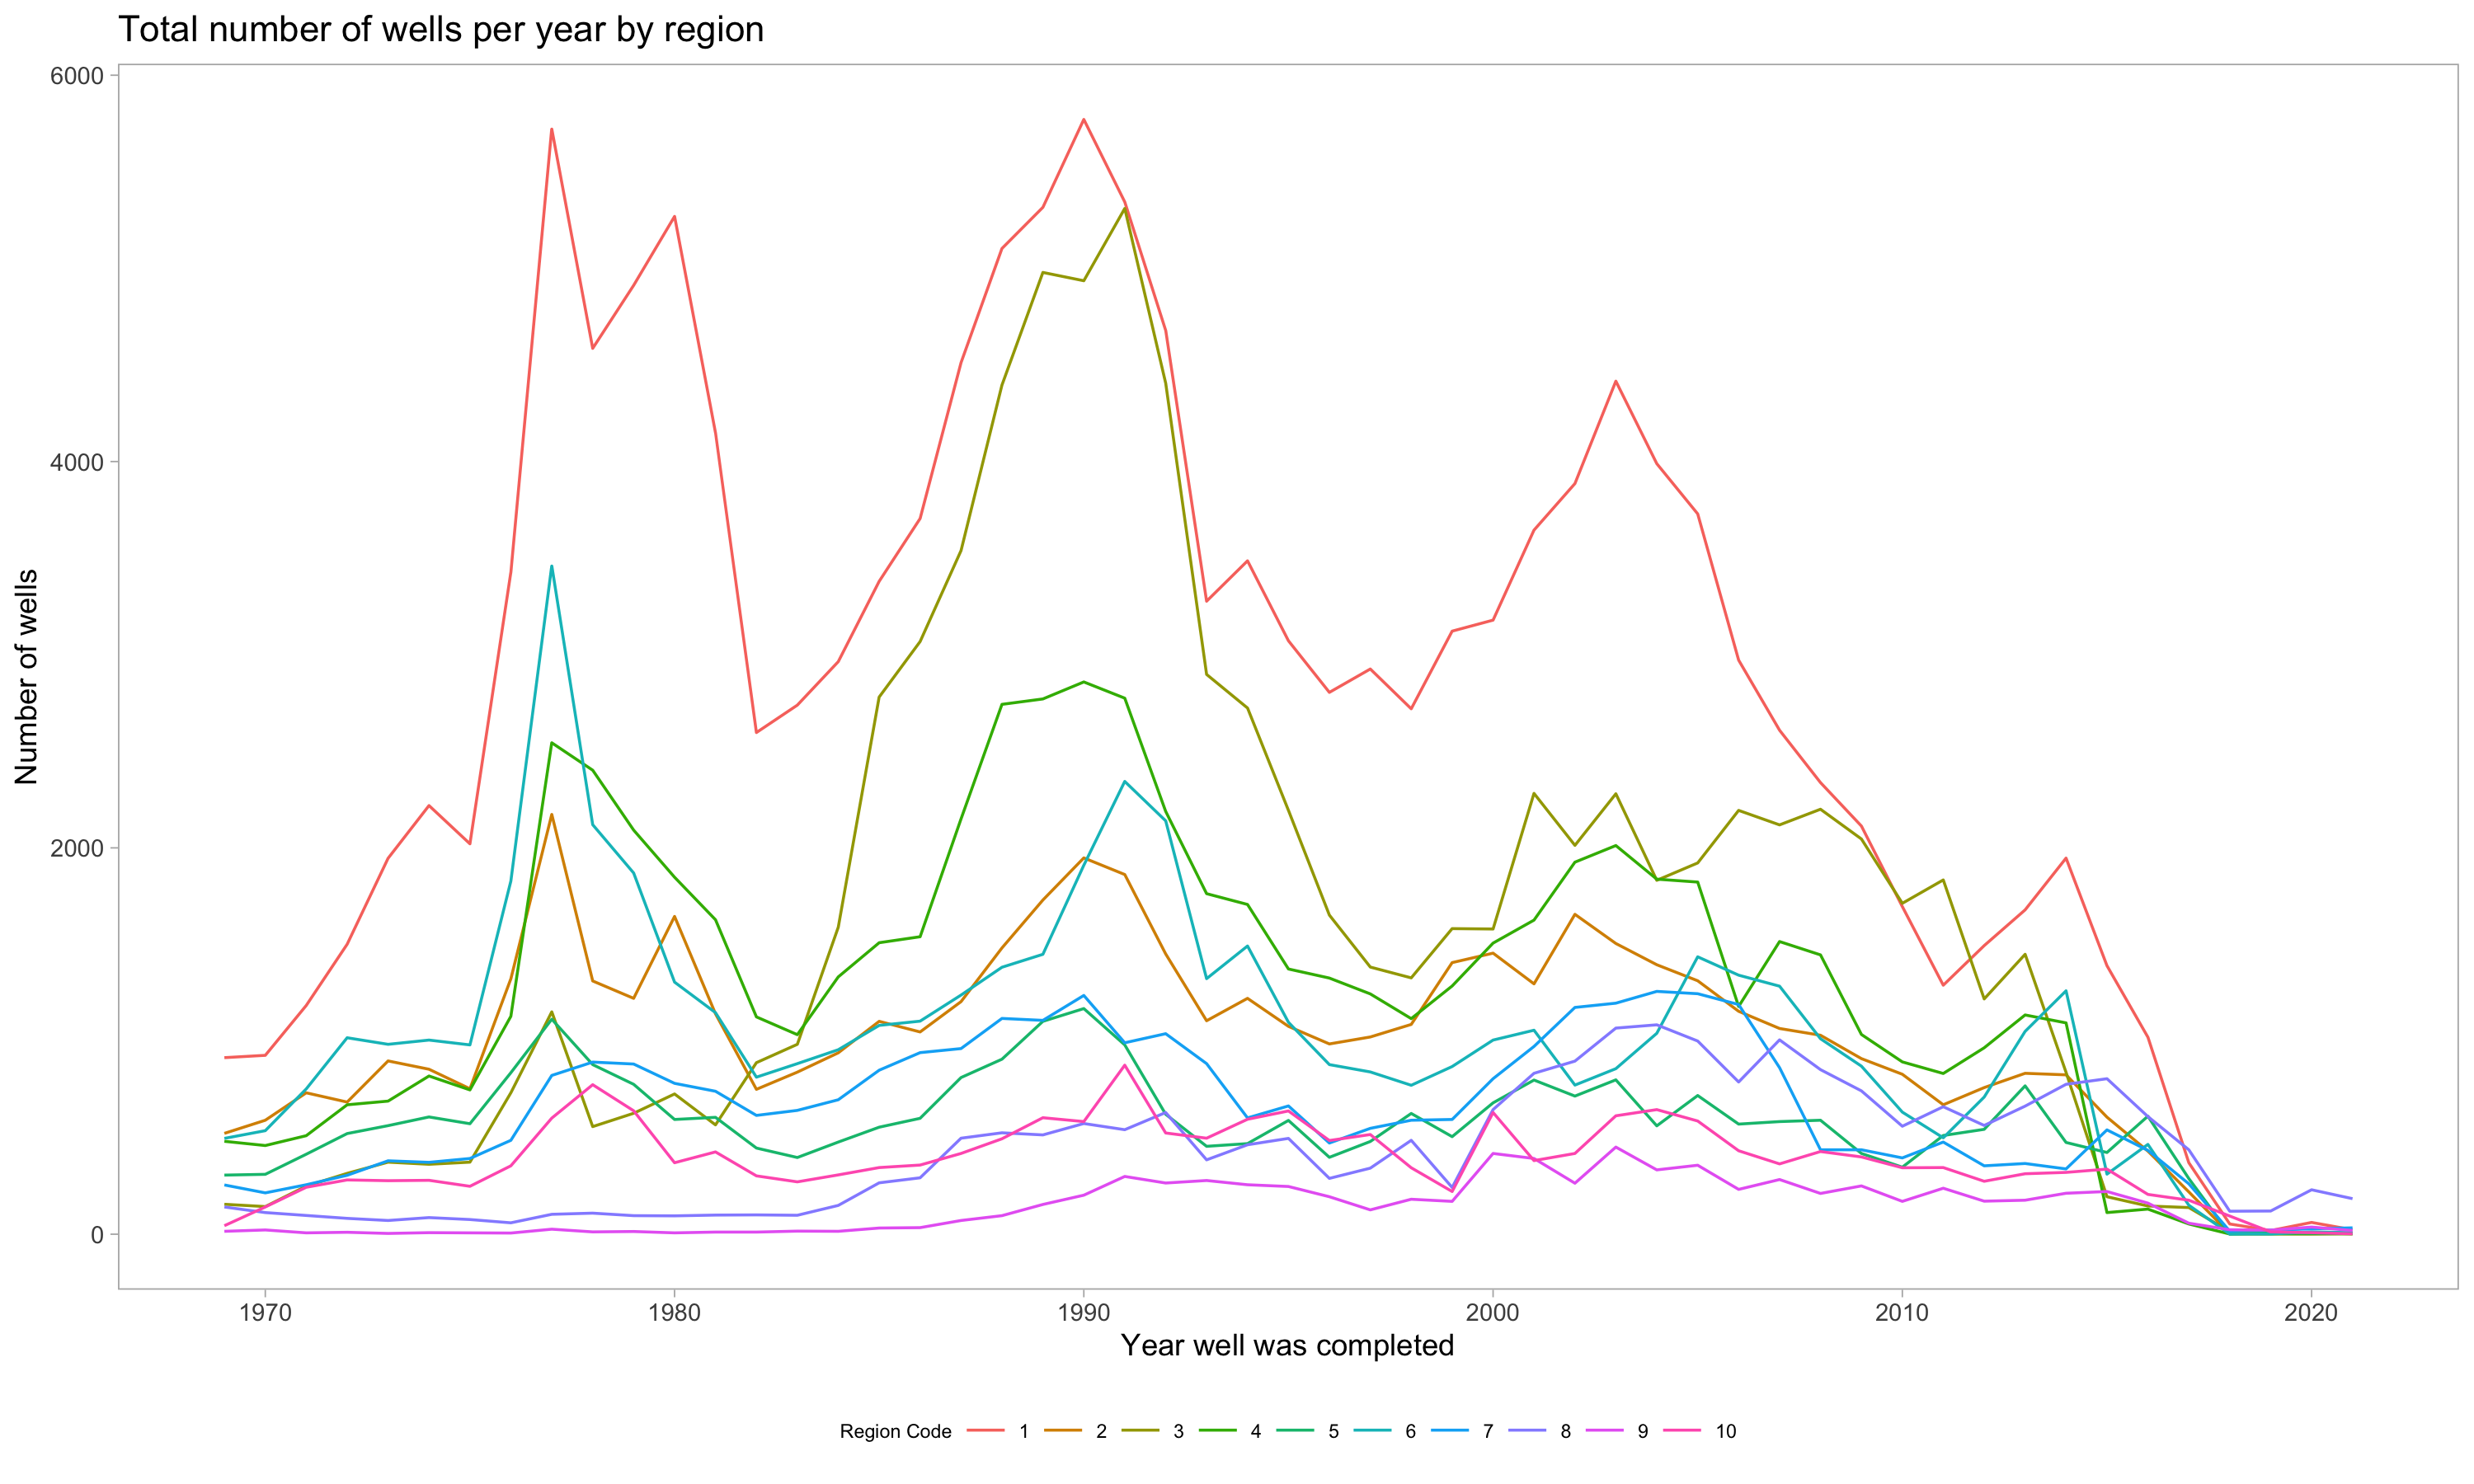 Total number of wells per year by region
6000
4000
2000
0
Number of wells
1970 1980 1990 2000 2010 2020
Year well was completed
Region Code 1 2 3 4 5 6 7 8 9 10